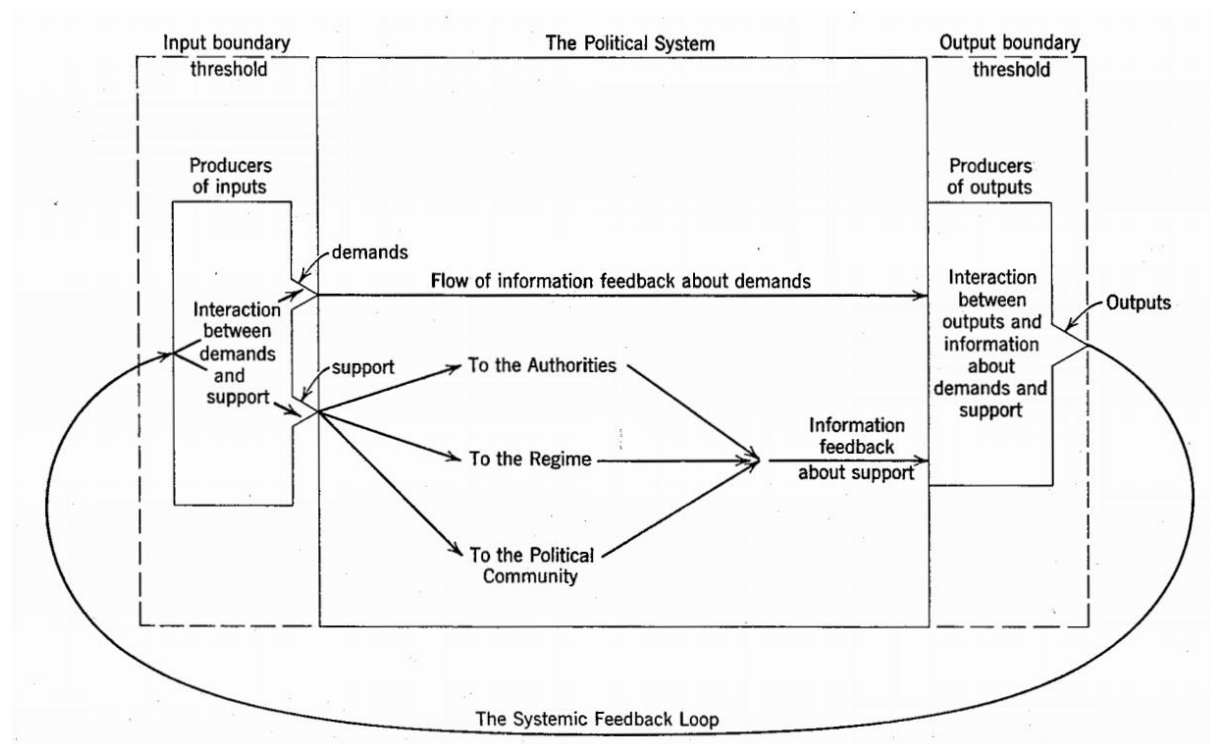 Input boundary
threshold
The Political System
Output boundary
threshold
Producers
of inputs
Producers
of outputs
demands
Flow of information feedback about demands
Interaction
between
demands
and
support
Interaction
between
outputs and
information
about
demands and
support
Outputs
support
To the Authorities
To the Regime
To the Political
Community
Information
feedback
about support
The Systemic Feedback Loop